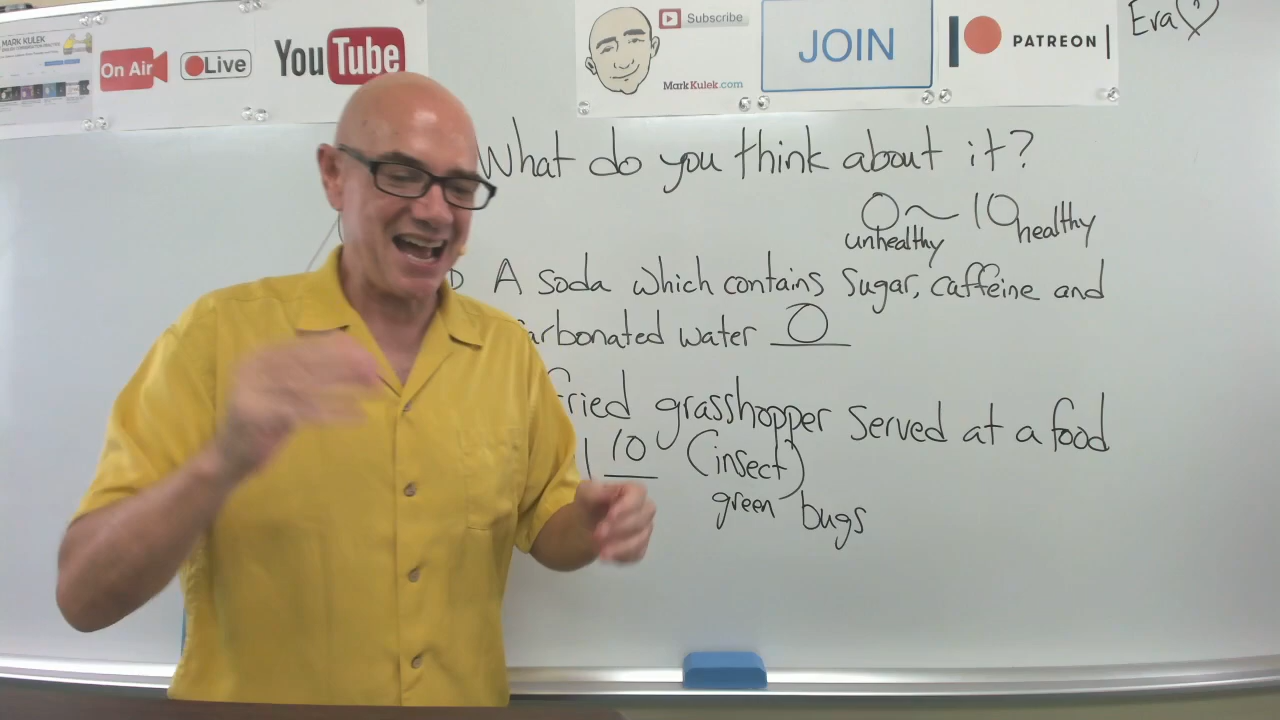 MARK KULEK
On Air
Live
YouTube
Subscribe
MarkKulek.com
JOIN
PATREON
Eva
What do you think about it?
0~10
unhealthy healthy
A soda which contains sugar, caffeine and
arbonated water 0
fried grasshopper served at a food
10 (insect)
green bugs